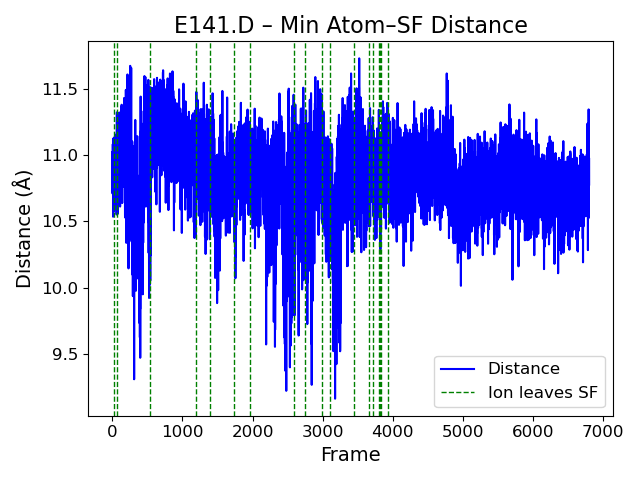 E141.D – Min Atom–SF Distance
Distance (Å)
11.5
11.0
10.5
10.0
9.5
Distance
Ion leaves SF
0
1000
2000
3000
4000
5000
6000
7000
Frame